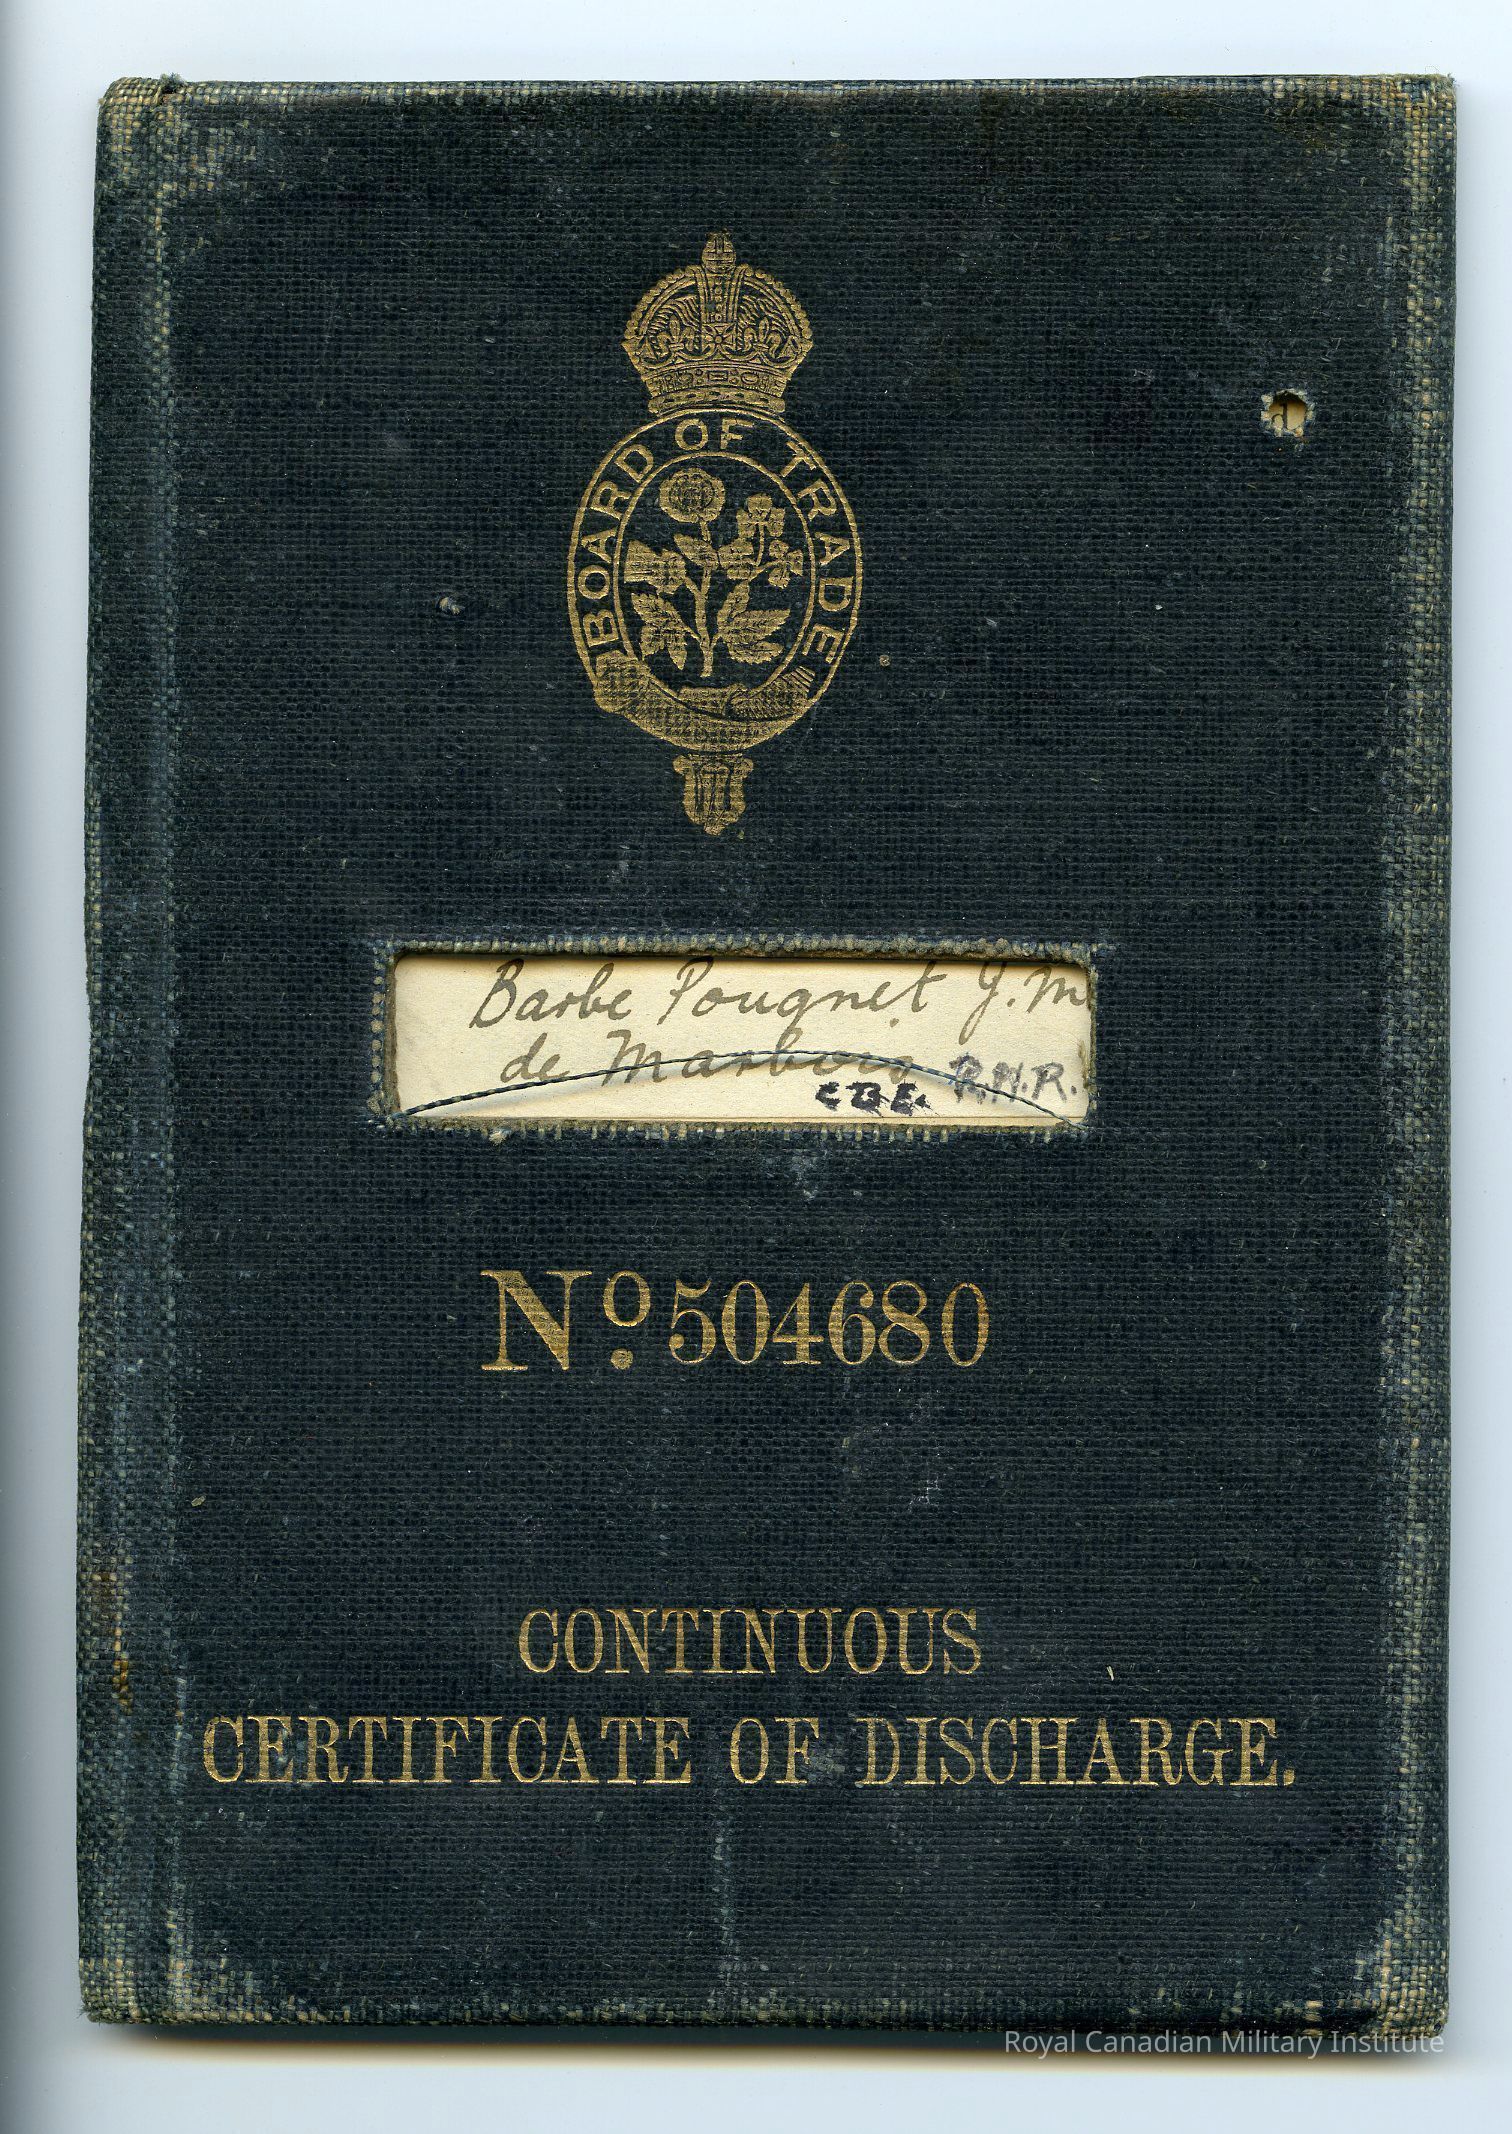 BOARD OF TRADE
d.
Barbe Pougnet J. M
de Marbois R.N.R.
CBE.
No. 504680
CONTINUOUS
CERTIFICATE OF DISCHARGE.
Royal Canadian Military Institute